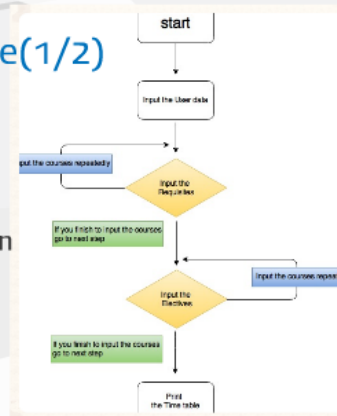 e(1/2)
start
Input the User data
put the courses repeatedly
Input the
Requisites
n
If you finish to input the courses
go to next step
Input the courses repeat
Input the
Electives
If you finish to input the courses
go to next step
Print
the Time table